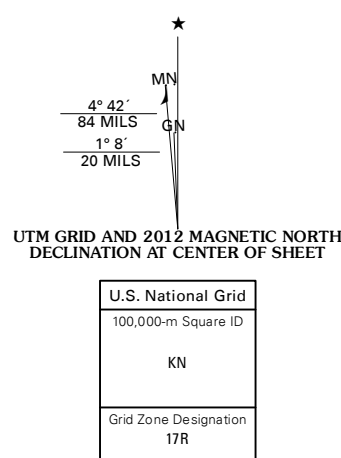 ★
MN
4° 42´
84 MILS
GN
1° 8´
20 MILS
UTM GRID AND 2012 MAGNETIC NORTH
DECLINATION AT CENTER OF SHEET
U.S. National Grid
100,000-m Square ID
KN
Grid Zone Designation
17R